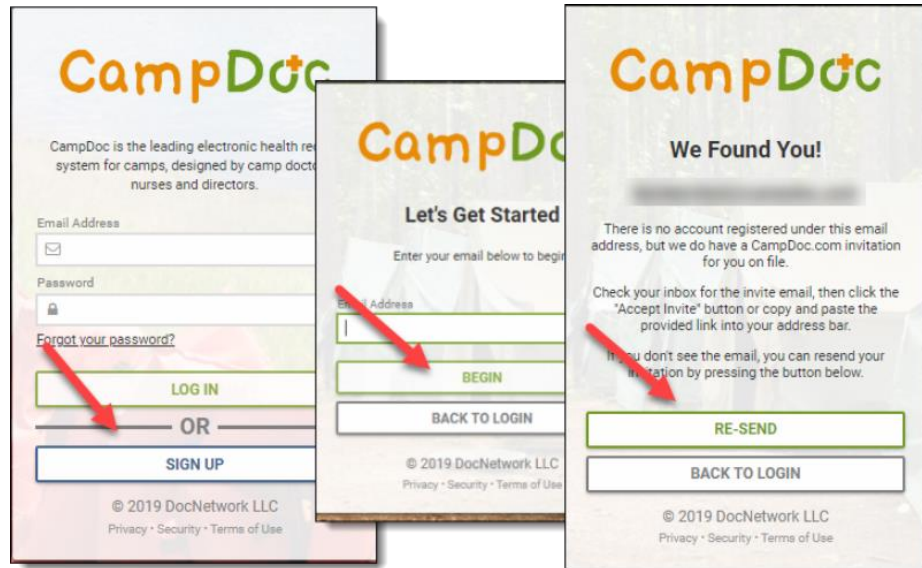 CampDoc
CampDoc is the leading electronic health rec
system for camps, designed by camp docto
nurses and directors.
Email Address
Password
Forgot your password?
LOG IN
OR
SIGN UP
© 2019 DocNetwork LLC
Privacy • Security • Terms of Use
CampDoc
Let's Get Started
Enter your email below to begin
Email Address
BEGIN
BACK TO LOGIN
© 2019 DocNetwork LLC
Privacy • Security • Terms of Use
CampDoc
We Found You!
There is no account registered under this email
address, but we do have a CampDoc.com invitation
for you on file.
Check your inbox for the invite email, then click the
"Accept Invite" button or copy and paste the
provided link into your address bar.
If you don't see the email, you can resend your
invitation by pressing the button below.
RE-SEND
BACK TO LOGIN
© 2019 DocNetwork LLC
Privacy • Security • Terms of Use